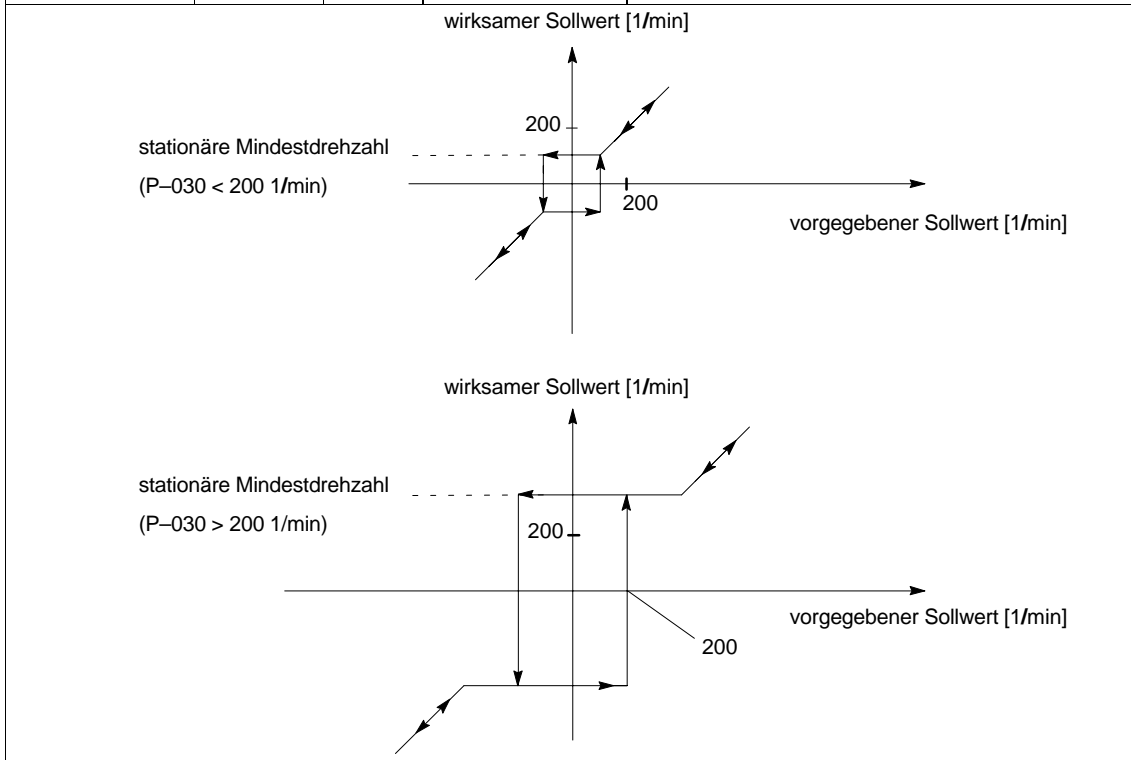 wirksamer Sollwert [1/min]
200
stationäre Mindestdrehzahl
(P–030 < 200 1/min)
200
vorgegebener Sollwert [1/min]
wirksamer Sollwert [1/min]
stationäre Mindestdrehzahl
(P–030 > 200 1/min)
200
vorgegebener Sollwert [1/min]
200